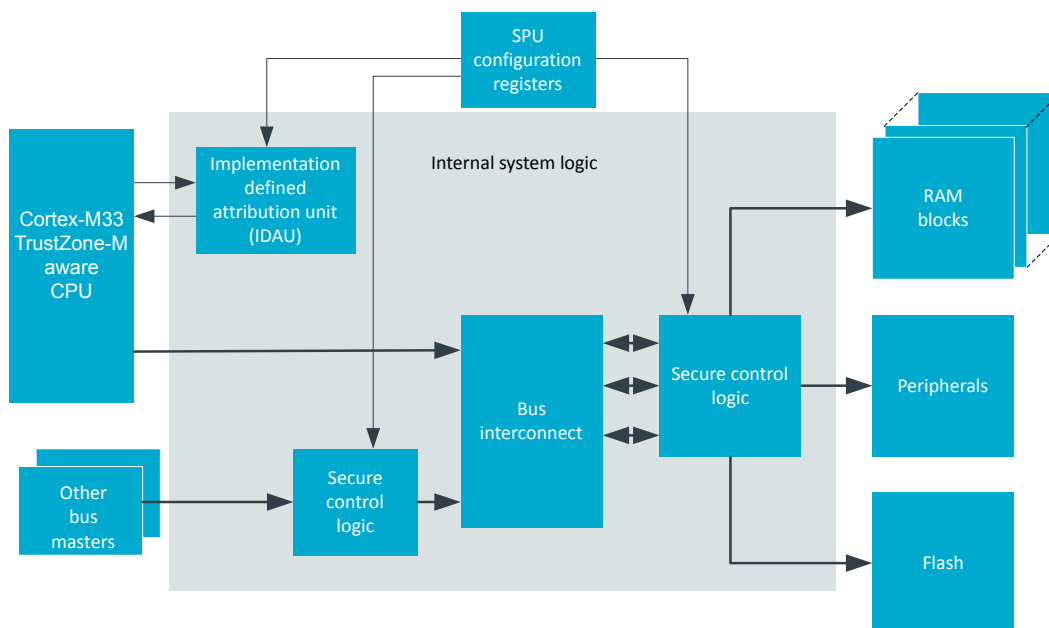 SPU
configuration
registers
Internal system logic
Implementation
defined
attribution unit
(IDAU)
Cortex-M33
TrustZone-M
aware
CPU
RAM
blocks
Secure control
logic
Peripherals
Bus
interconnect
Secure
control
logic
Other
bus
masters
Flash